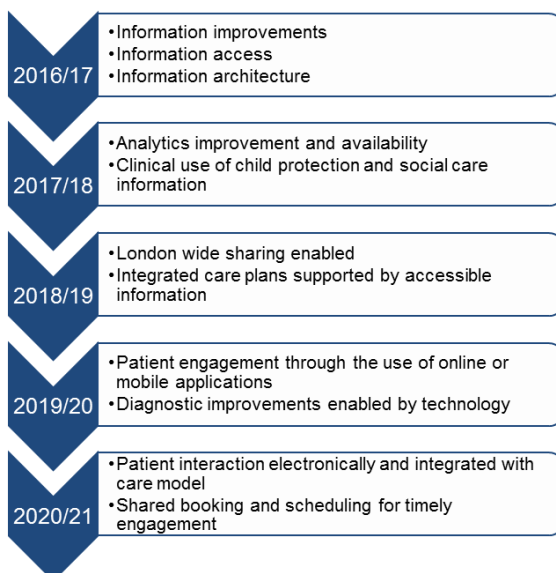 2016/17
•Information improvements
•Information access
•Information architecture
2017/18
•Analytics improvement and availability
•Clinical use of child protection and social care
information
2018/19
•London wide sharing enabled
•Integrated care plans supported by accessible
information
2019/20
•Patient engagement through the use of online or
mobile applications
•Diagnostic improvements enabled by technology
2020/21
•Patient interaction electronically and integrated with
care model
•Shared booking and scheduling for timely
engagement